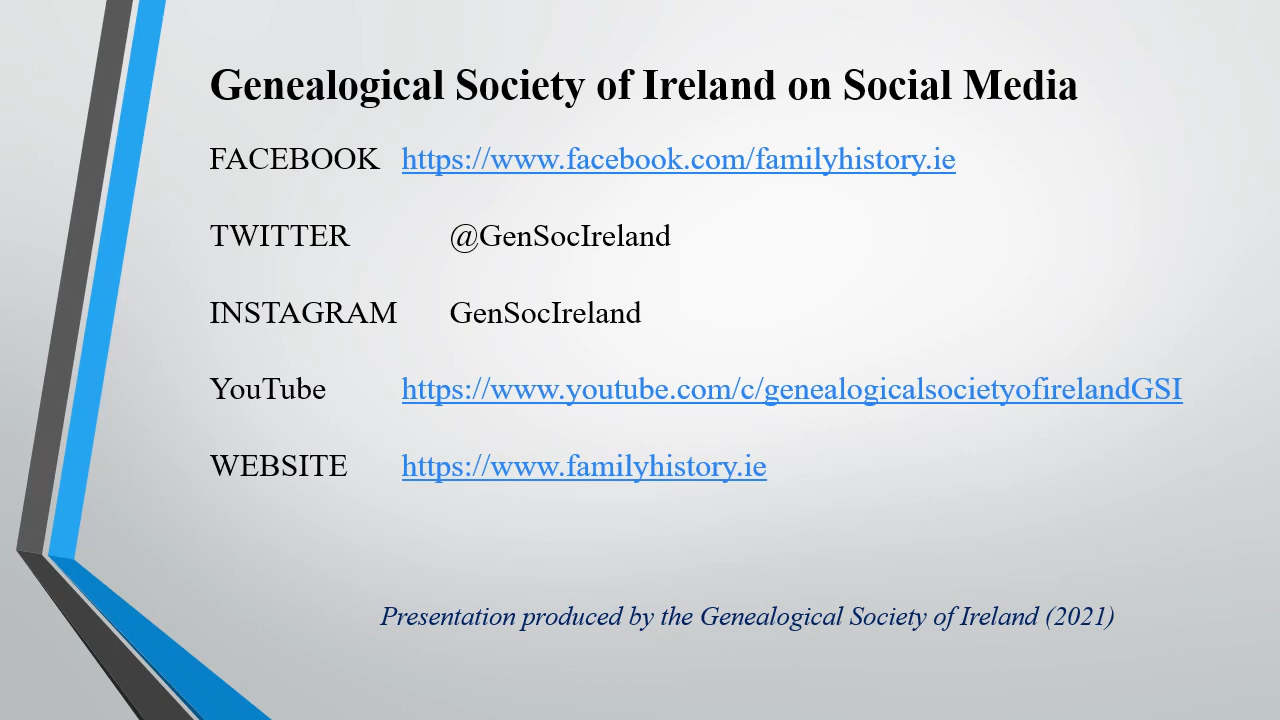 Genealogical Society of Ireland on Social Media
FACEBOOK https://www.facebook.com/familyhistory.ie
TWITTER @GenSocIreland
INSTAGRAM GenSocIreland
YouTube https://www.youtube.com/c/genealogicalsocietyofirelandGSI
WEBSITE https://www.familyhistory.ie
Presentation produced by the Genealogical Society of Ireland (2021)